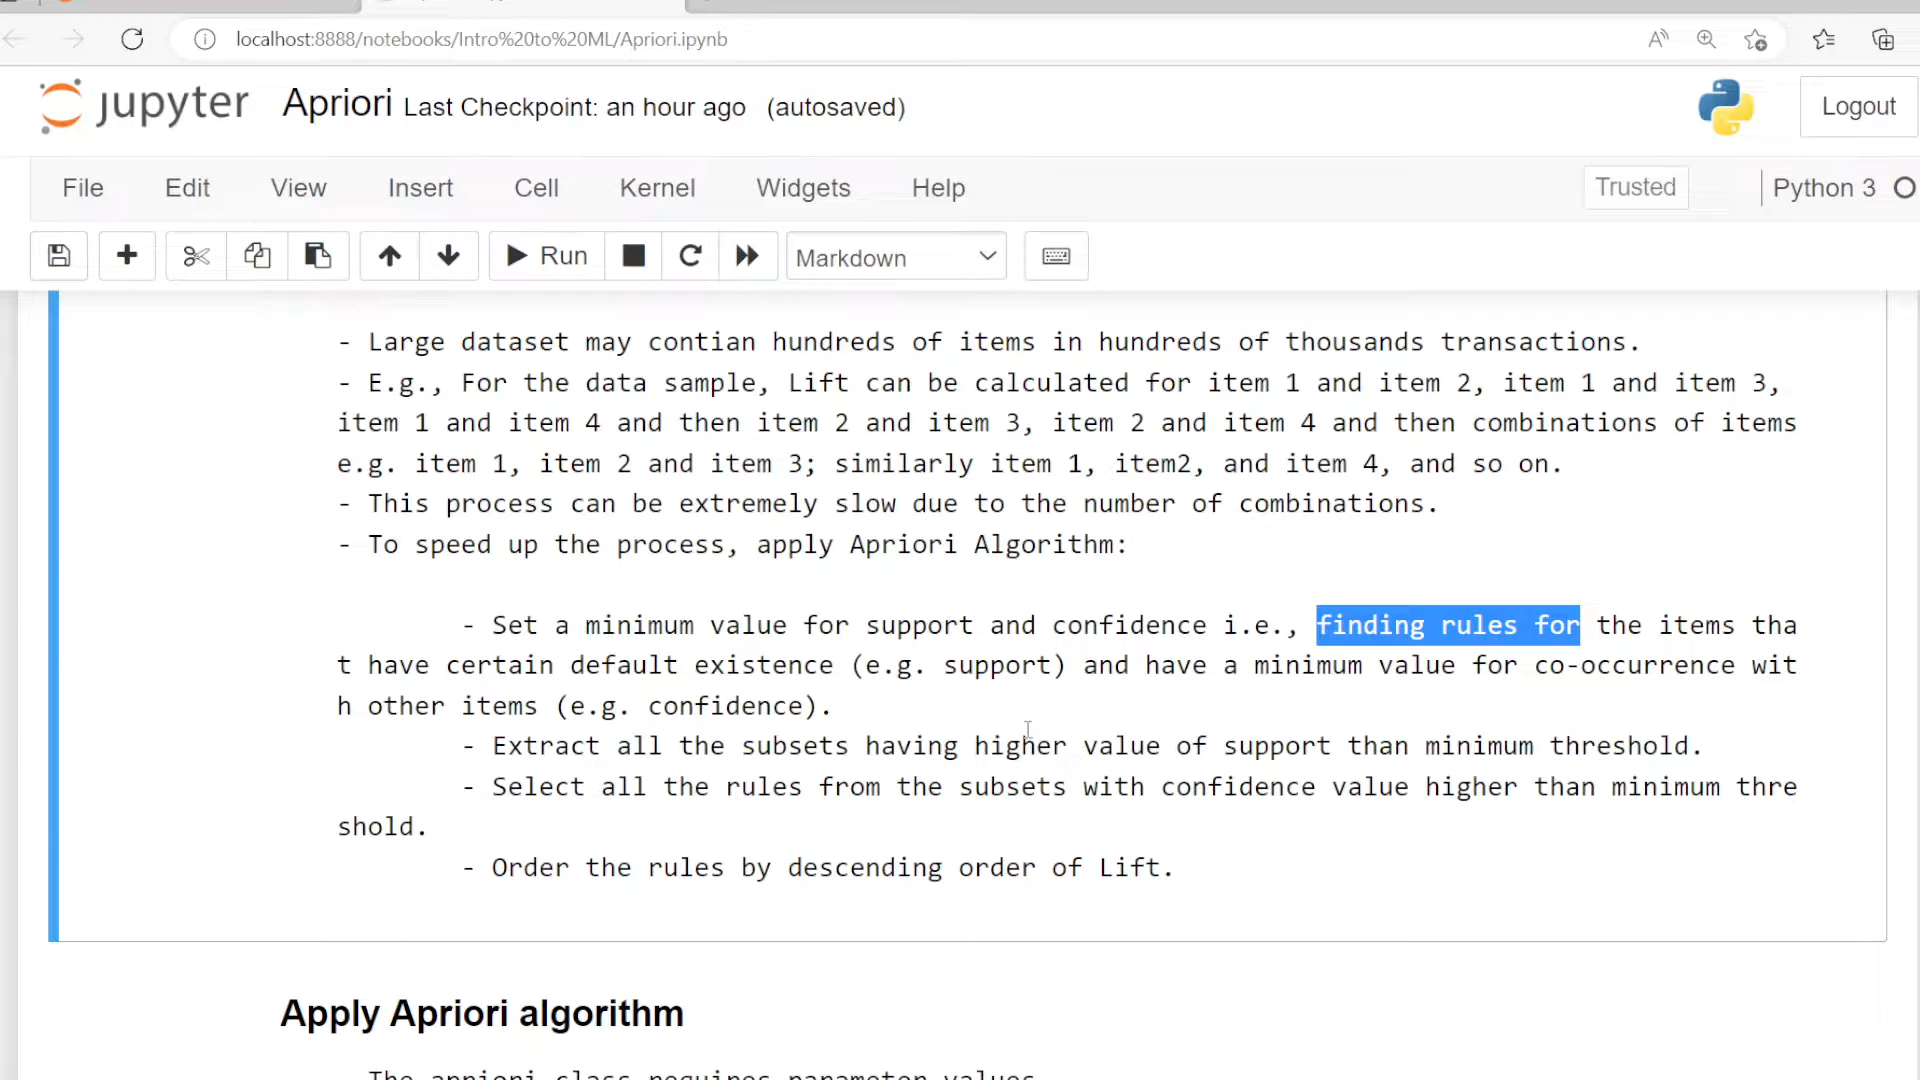 localhost:8888/notebooks/Intro%20to%20ML/Apriori.ipynb
jupyter Apriori Last Checkpoint: an hour ago (autosaved) Logout
File Edit View Insert Cell Kernel Widgets Help Trusted Python 3
Run Markdown
- Large dataset may contian hundreds of items in hundreds of thousands transactions.
- E.g., For the data sample, Lift can be calculated for item 1 and item 2, item 1 and item 3,
item 1 and item 4 and then item 2 and item 3, item 2 and item 4 and then combinations of items
e.g. item 1, item 2 and item 3; similarly item 1, item2, and item 4, and so on.
- This process can be extremely slow due to the number of combinations.
- To speed up the process, apply Apriori Algorithm:
- Set a minimum value for support and confidence i.e., finding rules for the items tha
t have certain default existence (e.g. support) and have a minimum value for co-occurrence wit
h other items (e.g. confidence).
- Extract all the subsets having higher value of support than minimum threshold.
- Select all the rules from the subsets with confidence value higher than minimum thre
shold.
- Order the rules by descending order of Lift.
Apply Apriori algorithm
The apriori class requires parameter values